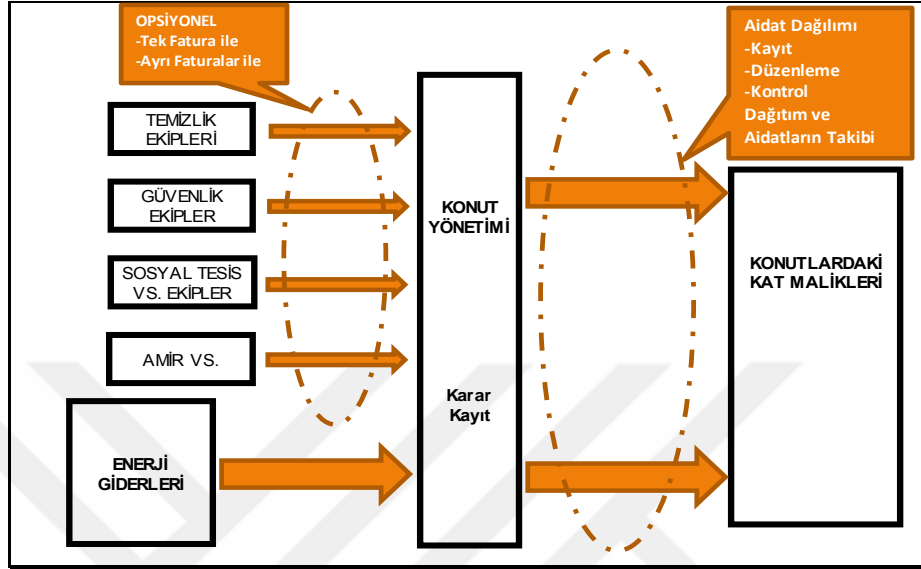 OPSİYONEL
-Tek Fatura ile
-Ayrı Faturalar ile
Aidat Dağılımı
-Kayıt
-Düzenleme
-Kontrol
Dağıtım ve
Aidatların Takibi
TEMİZLİK
EKİPLERİ
GÜVENLİK
EKİPLER
SOSYAL TESİS
VS. EKİPLER
AMİR VS.
ENERJİ
GİDERLERİ
KONUT
YÖNETİMİ
Karar
Kayıt
KONUTLARDAKİ
KAT MALİKLERİ